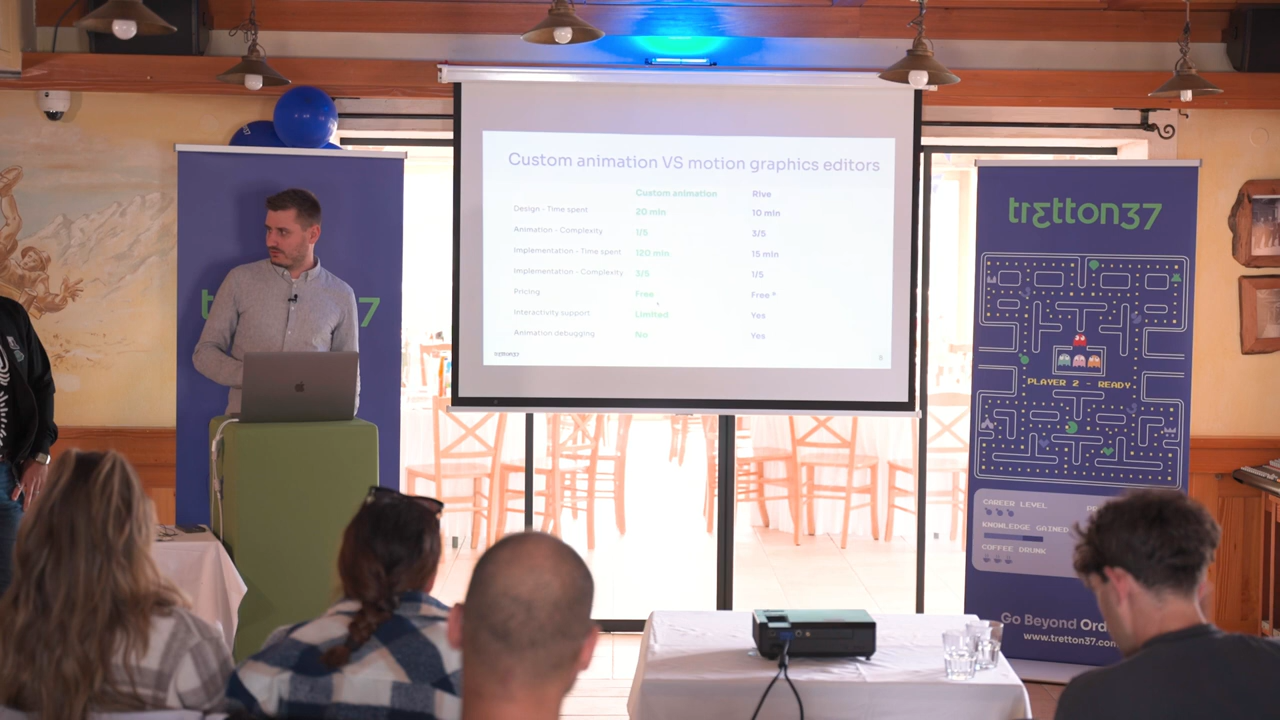 Custom animation VS motion graphics editors
Custom animation Rive
Design - Time spent 20 min 10 min
Animation - Complexity 1/5 3/5
Implementation - Time spent 120 min 15 min
Implementation - Complexity 3/5 1/5
Pricing Free Free *
Interactivity support Limited Yes
Animation debugging No Yes
tretton37 8
t 7
trɛtton37
PLAYER 2 - READY
CAREER LEVEL
KNOWLEDGE GAINED
COFFEE DRUNK
Go Beyond Ord
www.tretton37.com